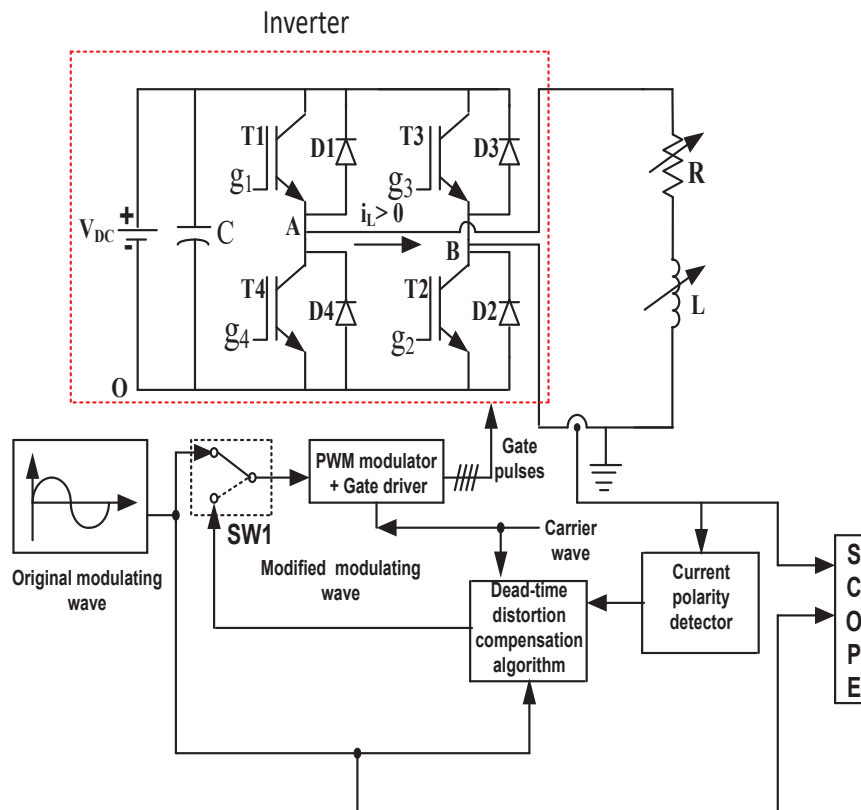 Inverter
T1
D1
g1
T3
D3
g3
iL> 0
A
B
+
VDC
-
C
T4
D4
g4
T2
D2
g2
O
R
L
Gate
pulses
PWM modulator
+ Gate driver
SW1
Original modulating
wave
Modified modulating
wave
Carrier
wave
Dead-time
distortion
compensation
algorithm
Current
polarity
detector
S
C
O
P
E